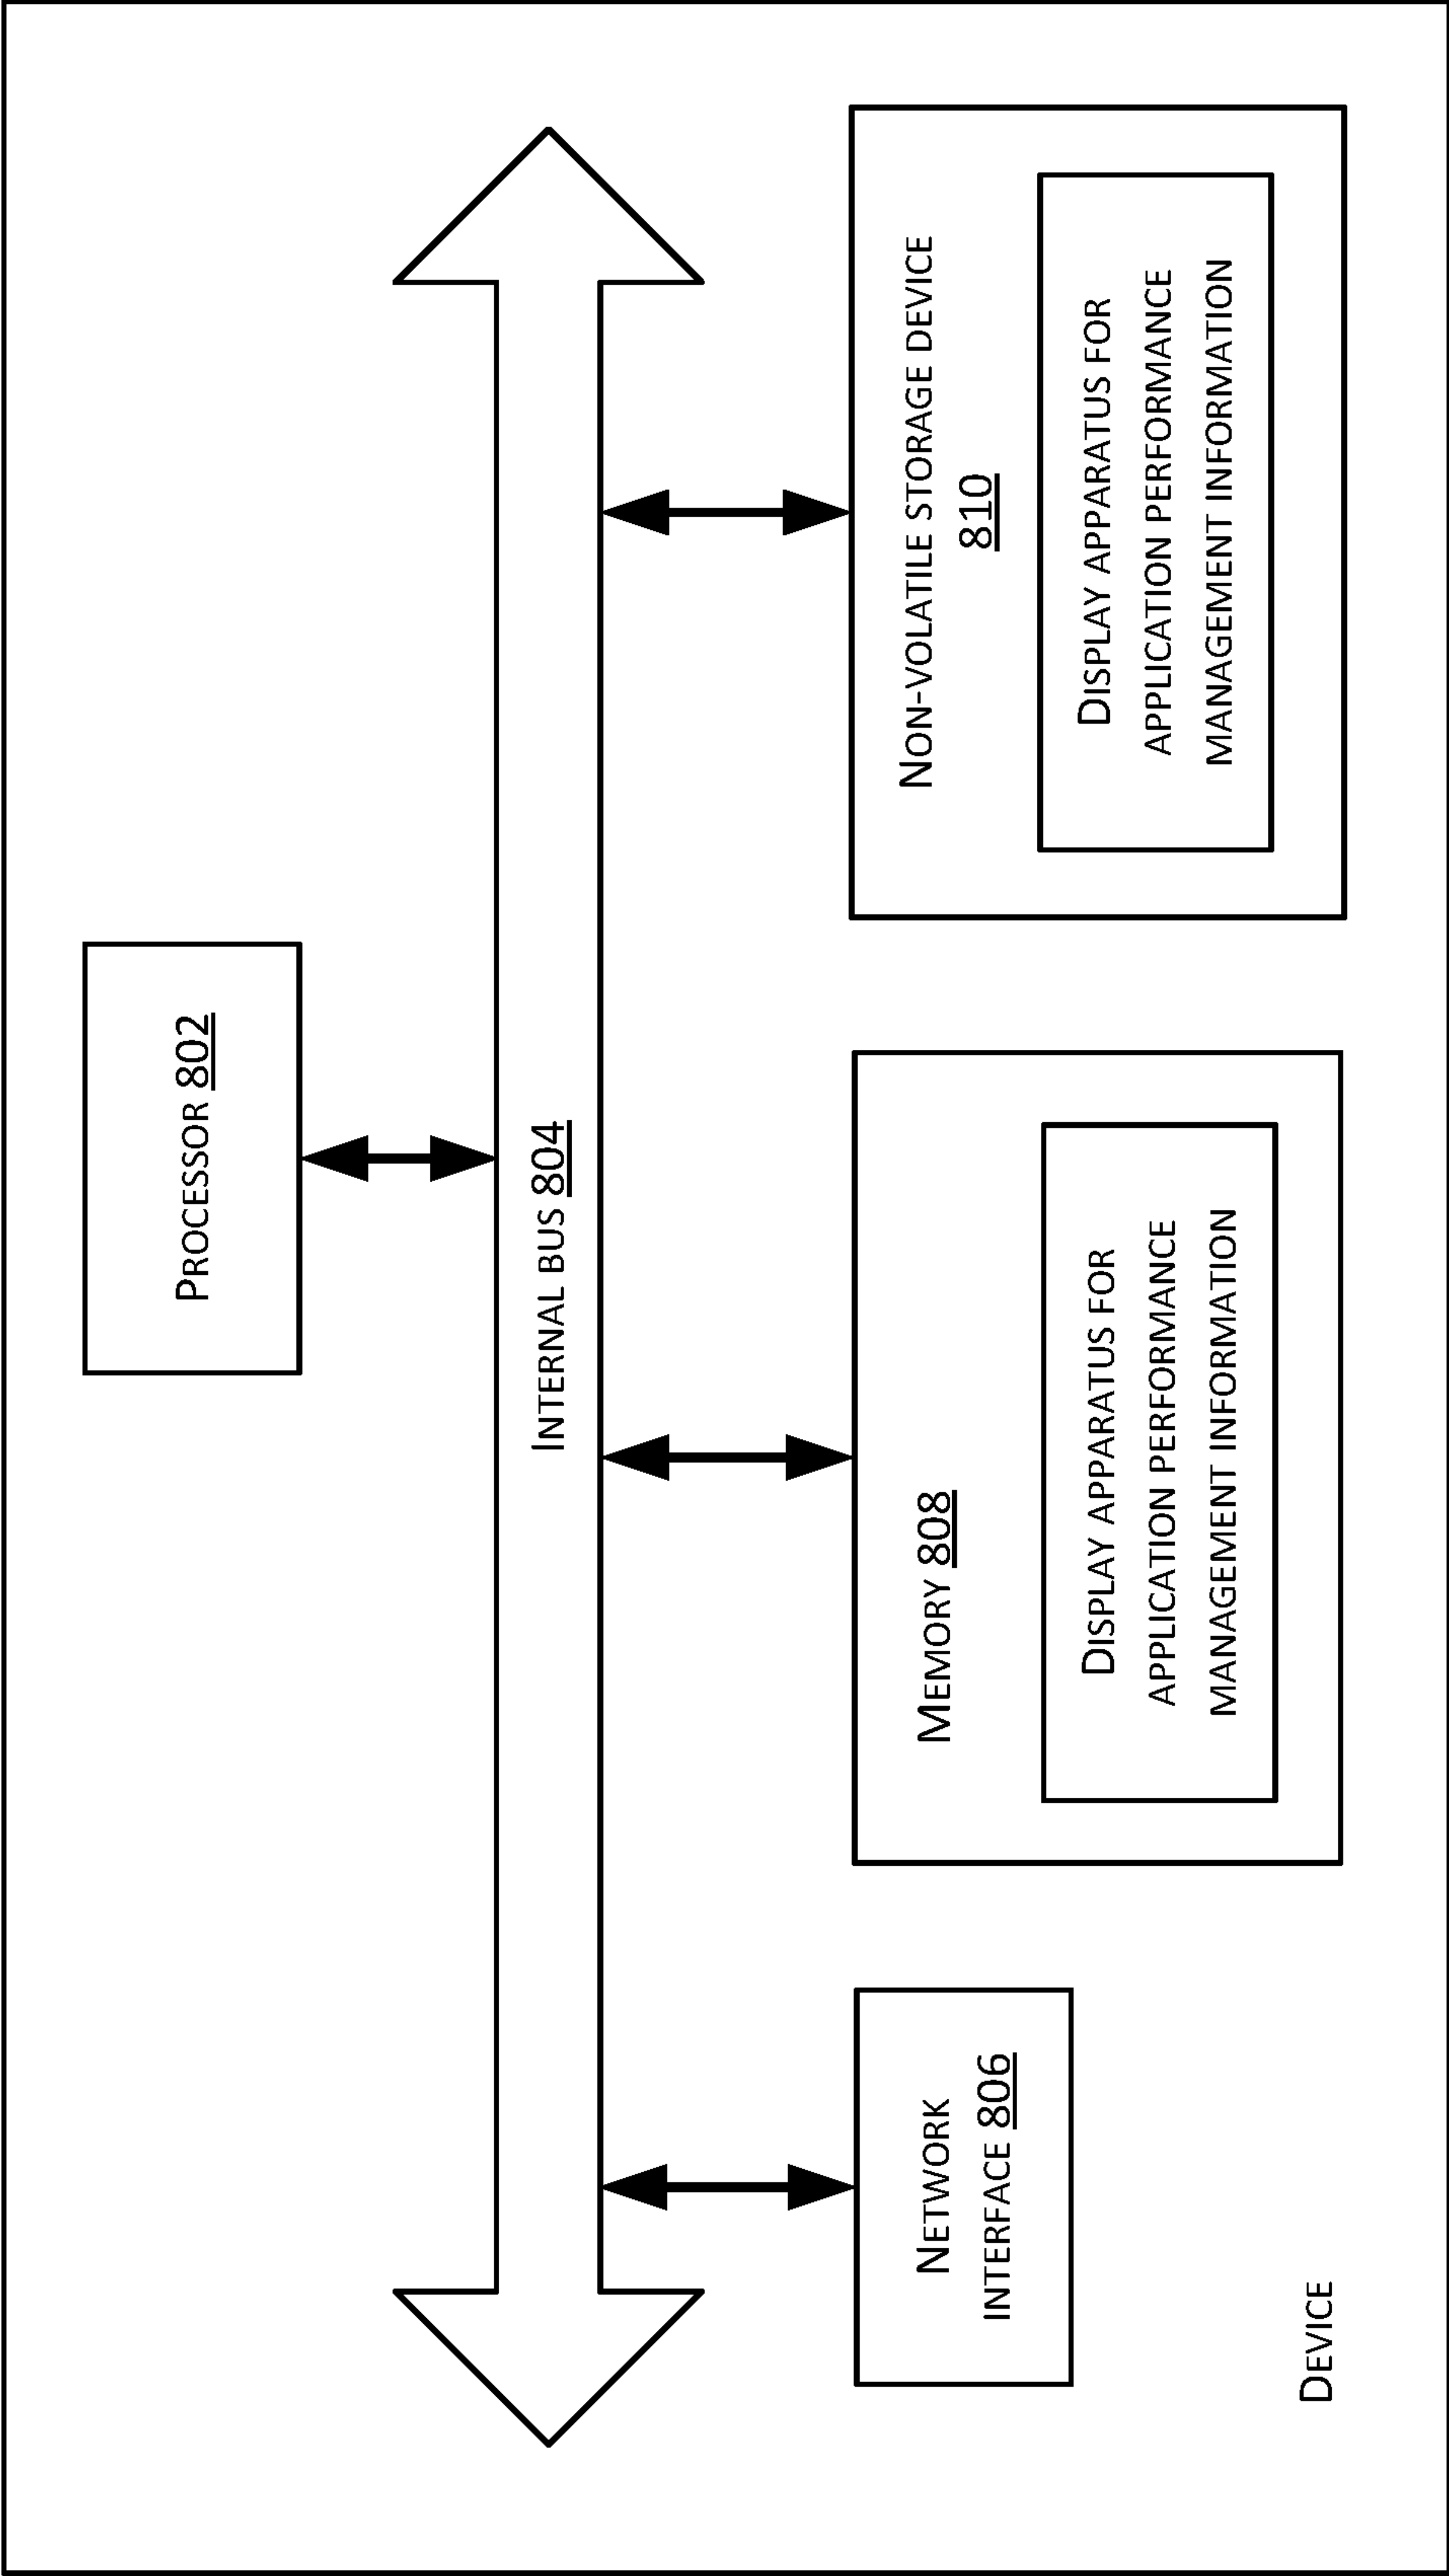 PROCESSOR 802
INTERNAL BUS 804
NETWORK
INTERFACE 806
MEMORY 808
DISPLAY APPARATUS FOR
APPLICATION PERFORMANCE
MANAGEMENT INFORMATION
NON-VOLATILE STORAGE DEVICE
810
DISPLAY APPARATUS FOR
APPLICATION PERFORMANCE
MANAGEMENT INFORMATION
DEVICE